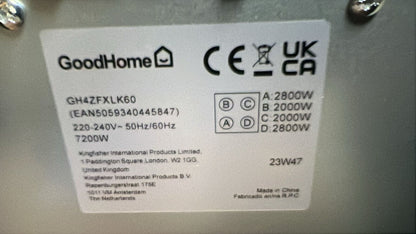 GoodHome
CE UK CA
GH4ZFXLK60
(EAN5059340445847)
220-240V~ 50Hz/60Hz
7200W
B C
A D
A:2800W
B:2000W
C:2000W
D:2800W
Kingfisher International Products Limited,
1 Paddington Square, London, W2 1GG,
United Kingdom
Kingfisher International Products B.V.
Rapenburgerstraat 175E
1011 VM Amsterdam
The Netherlands
23W47
Made in China
Fabricado en/na R.P.C.